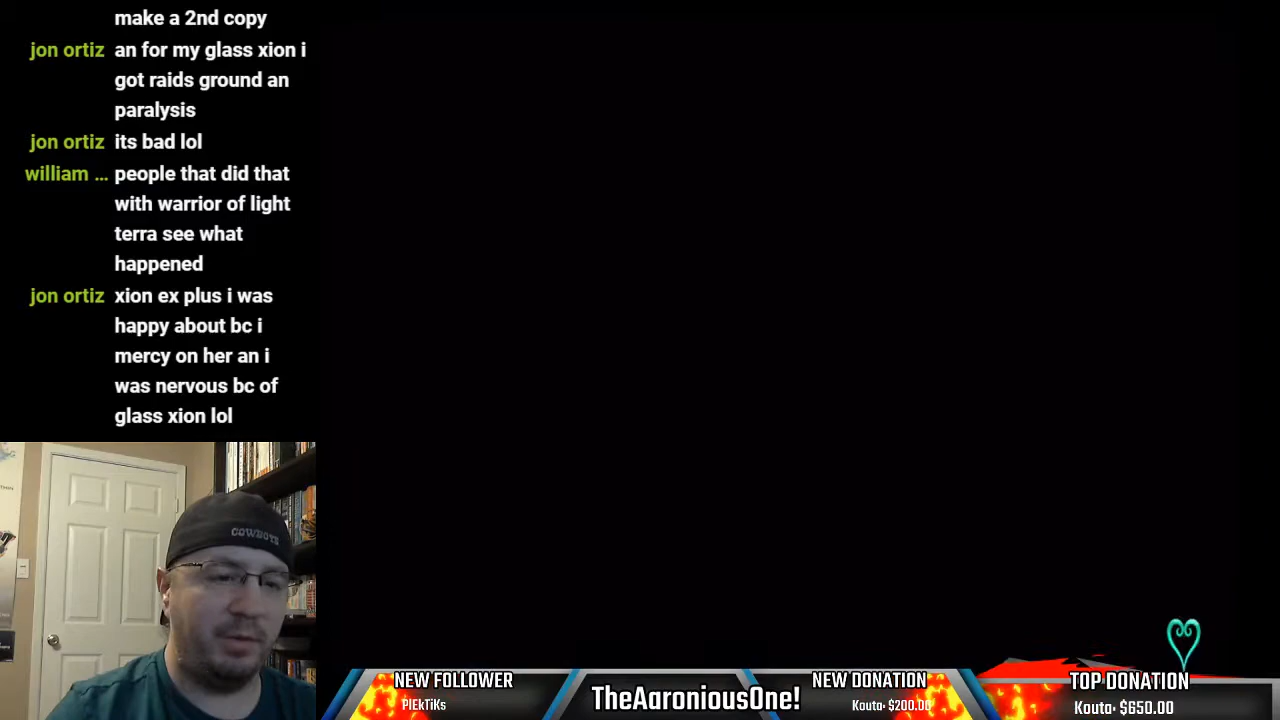 make a 2nd copy
jon ortiz an for my glass xion i
got raids ground an
paralysis
jon ortiz its bad lol
william ... people that did that
with warrior of light
terra see what
happened
jon ortiz xion ex plus i was
happy about bc i
mercy on her an i
was nervous bc of
glass xion lol
COWBOYS
NEW FOLLOWER
PIEkTiKs
TheAaroniousOne!
NEW DONATION
Kouta: $200.00
TOP DONATION
Kouta: $650.00